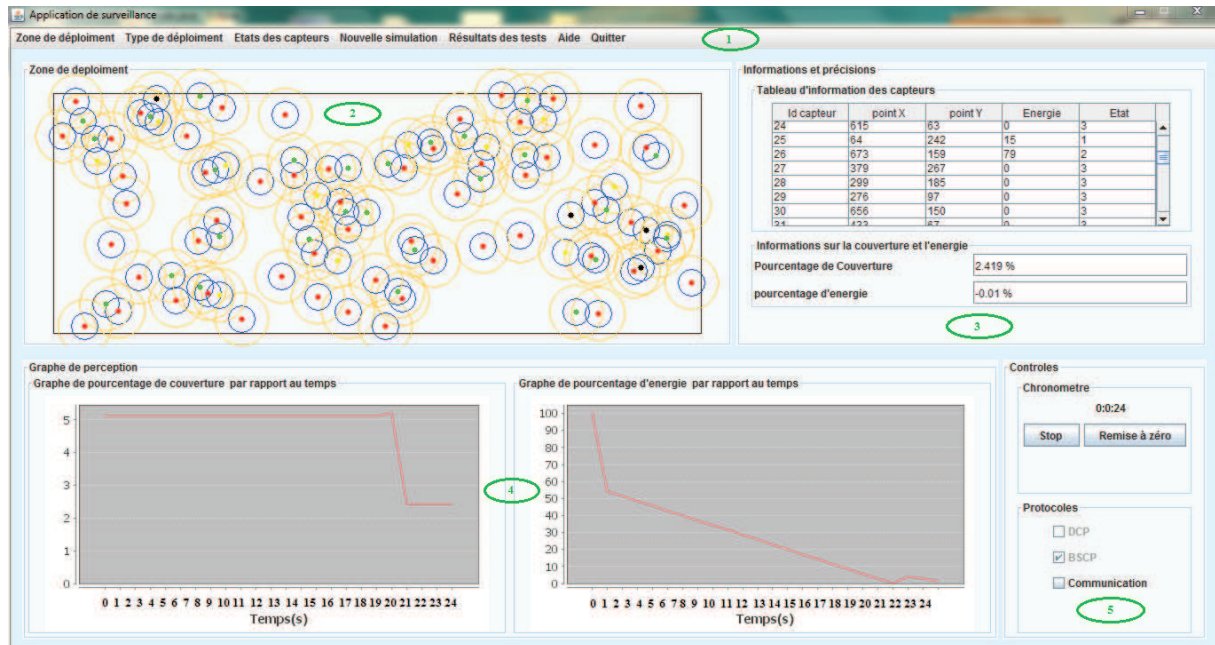 Application de surveillance
Zone de déploiment Type de déploiment Etats des capteurs Nouvelle simulation Résultats des tests Aide Quitter
1
Zone de deploiment
2
Informations et précisions
Tableau d'information des capteurs
Id capteur point X point Y Energie Etat
24 615 63 0 3
25 64 242 15 1
26 673 159 79 2
27 379 267 0 3
28 299 185 0 3
29 276 97 0 3
30 656 150 0 3
31 433 67 0 3
Informations sur la couverture et l'energie
Pourcentage de Couverture 2.419 %
pourcentage d'energie -0.01 %
3
Graphe de perception
Graphe de pourcentage de couverture par rapport au temps
5
4
3
2
1
0
0 1 2 3 4 5 6 7 8 9 10 11 12 13 14 15 16 17 18 19 20 21 22 23 24
Temps(s)
4
Graphe de pourcentage d'energie par rapport au temps
100
90
80
70
60
50
40
30
20
10
0
0 1 2 3 4 5 6 7 8 9 10 11 12 13 14 15 16 17 18 19 20 21 22 23 24
Temps(s)
Controles
Chronometre
0:0:24
Stop Remise à zéro
Protocoles
DCP
BSCP
Communication
5